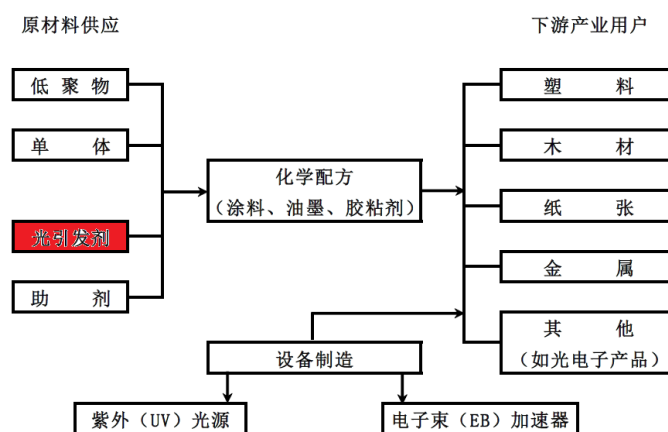 原材料供应
下游产业用户
低聚物
单体
光引发剂
助剂
化学配方
（涂料、油墨、胶粘剂）
塑料
木材
纸张
金属
其他
（如光电子产品）
设备制造
紫外（UV）光源
电子束（EB）加速器